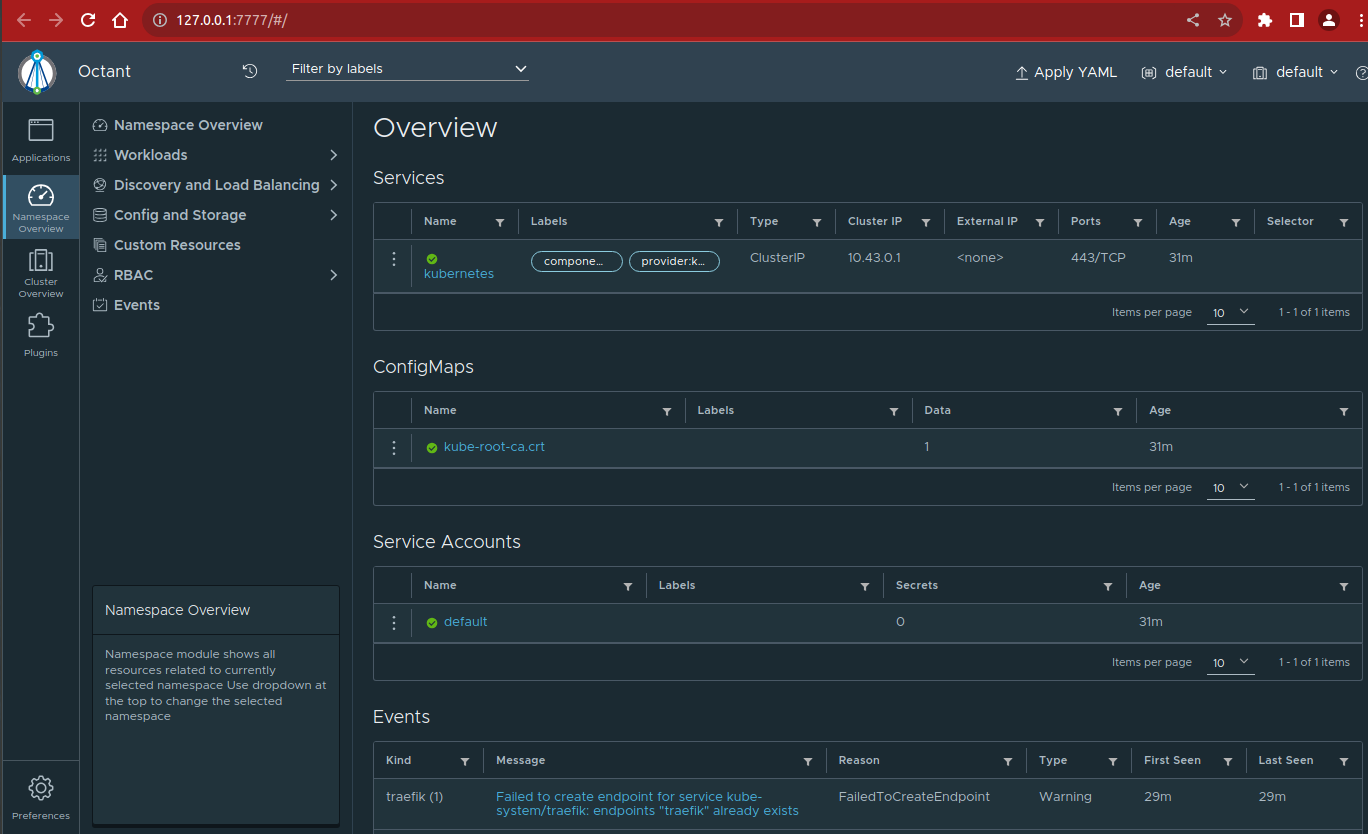 127.0.0.1:7777/#/
Octant
Filter by labels
Apply YAML
default
default
Applications
Namespace
Overview
Cluster
Overview
Plugins
Preferences
Namespace Overview
Workloads
Discovery and Load Balancing
Config and Storage
Custom Resources
RBAC
Events
Namespace Overview
Namespace module shows all
resources related to currently
selected namespace Use dropdown at
the top to change the selected
namespace
Overview
Services
Name Labels Type Cluster IP External IP Ports Age Selector
kubernetes compone... provider:k... ClusterIP 10.43.0.1 <none> 443/TCP 31m
Items per page 10 1 - 1 of 1 items
ConfigMaps
Name Labels Data Age
kube-root-ca.crt 1 31m
Items per page 10 1 - 1 of 1 items
Service Accounts
Name Labels Secrets Age
default 0 31m
Items per page 10 1 - 1 of 1 items
Events
Kind Message Reason Type First Seen Last Seen
traefik (1) Failed to create endpoint for service kube- FailedToCreateEndpoint Warning 29m 29m
system/traefik: endpoints "traefik" already exists